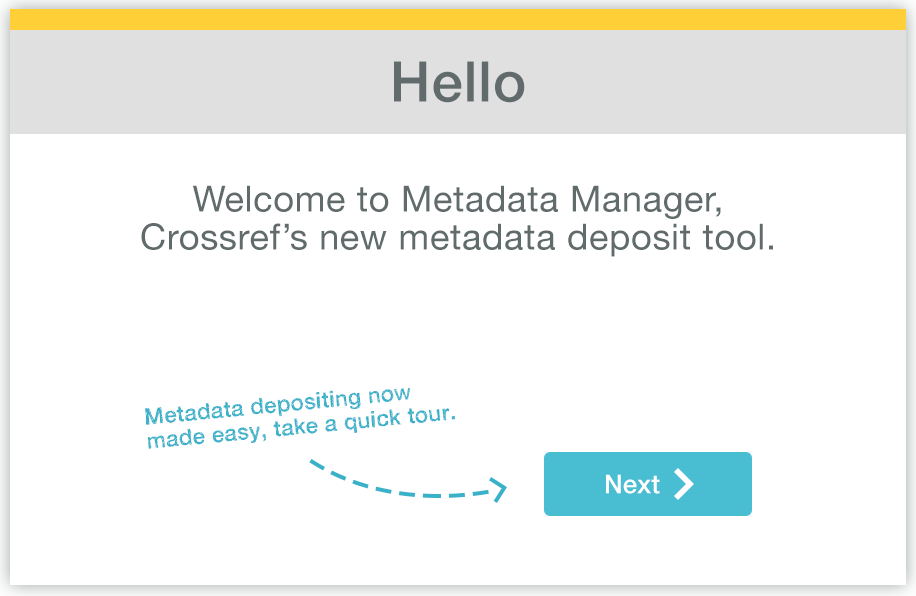 Hello
Welcome to Metadata Manager,
Crossref’s new metadata deposit tool.
Metadata depositing now
made easy, take a quick tour.
Next